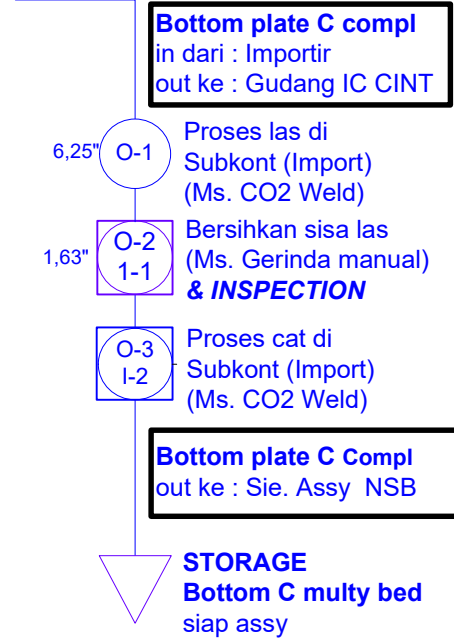 Bottom plate C compl
in dari : Importir
out ke : Gudang IC CINT
6,25"
O-1
Proses las di
Subkont (Import)
(Ms. CO2 Weld)
1,63"
O-2
1-1
Bersihkan sisa las
(Ms. Gerinda manual)
& INSPECTION
O-3
I-2
Proses cat di
Subkont (Import)
(Ms. CO2 Weld)
Bottom plate C Compl
out ke : Sie. Assy NSB
STORAGE
Bottom C multy bed
siap assy